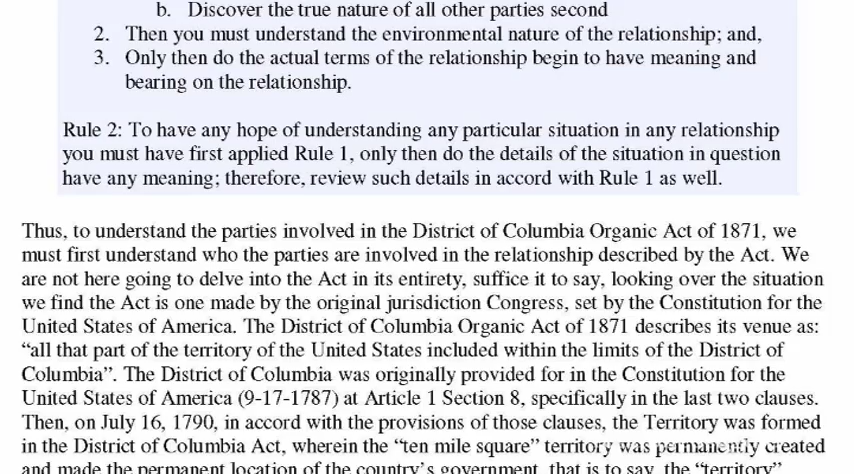 b. Discover the true nature of all other parties second
2. Then you must understand the environmental nature of the relationship; and,
3. Only then do the actual terms of the relationship begin to have meaning and
bearing on the relationship.
Rule 2: To have any hope of understanding any particular situation in any relationship
you must have first applied Rule 1, only then do the details of the situation in question
have any meaning; therefore, review such details in accord with Rule 1 as well.
Thus, to understand the parties involved in the District of Columbia Organic Act of 1871, we
must first understand who the parties are involved in the relationship described by the Act. We
are not here going to delve into the Act in its entirety, suffice it to say, looking over the situation
we find the Act is one made by the original jurisdiction Congress, set by the Constitution for the
United States of America. The District of Columbia Organic Act of 1871 describes its venue as:
“all that part of the territory of the United States included within the limits of the District of
Columbia”. The District of Columbia was originally provided for in the Constitution for the
United States of America (9-17-1787) at Article 1 Section 8, specifically in the last two clauses.
Then, on July 16, 1790, in accord with the provisions of those clauses, the Territory was formed
in the District of Columbia Act, wherein the “ten mile square” territory was permanently created
and made the permanent location of the country’s government, that is to say, the “territory”